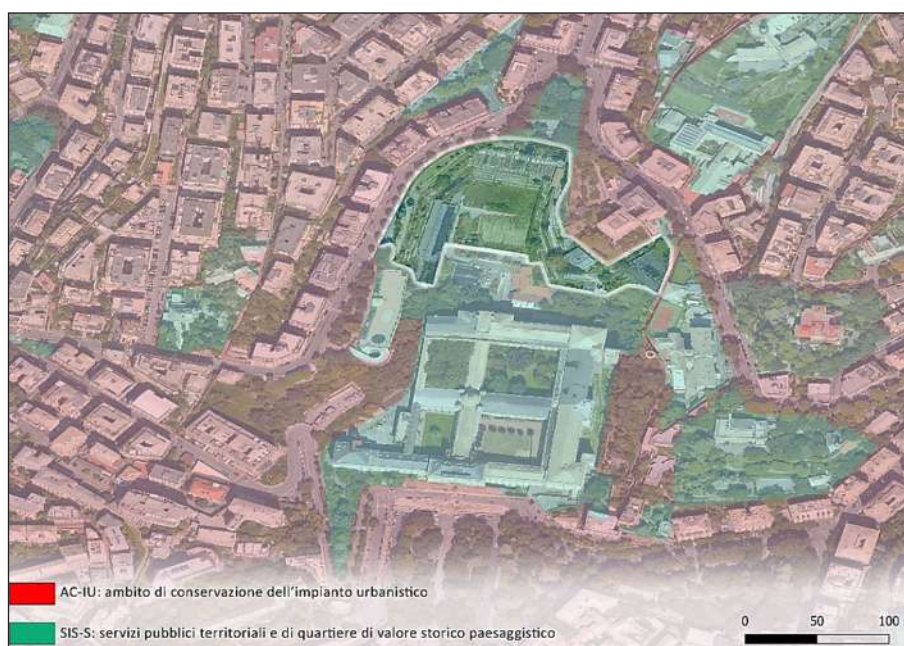 AC-IU: ambito di conservazione dell'impianto urbanistico
SIS-S: servizi pubblici territoriali e di quartiere di valore storico paesaggistico
0 50 100